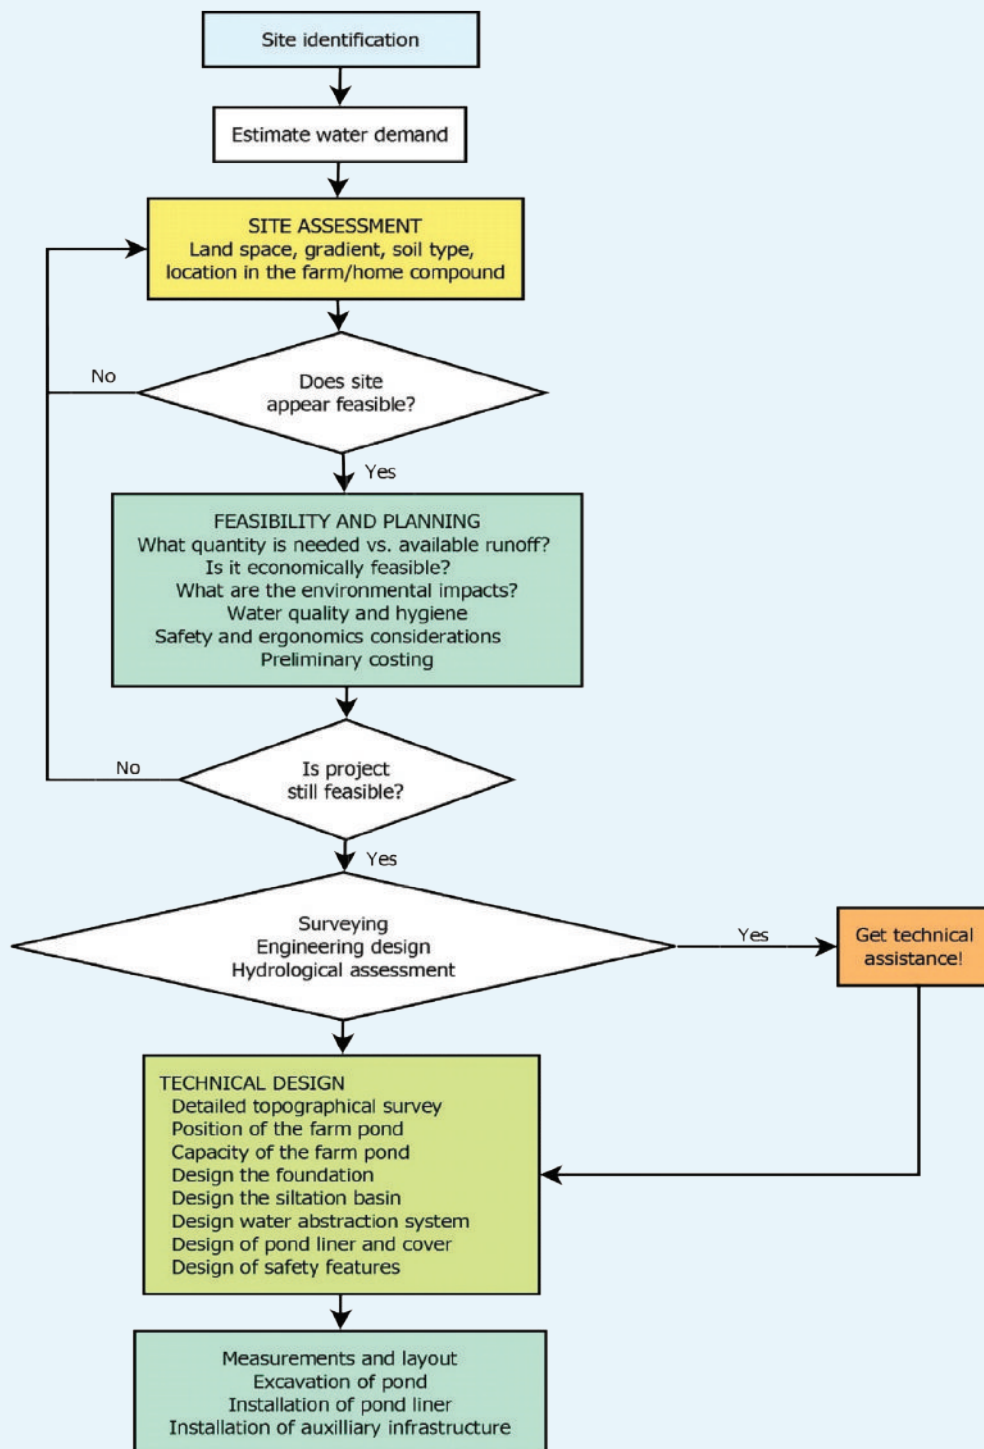 Site identification
Estimate water demand
SITE ASSESSMENT
Land space, gradient, soil type,
location in the farm/home compound
No
Does site
appear feasible?
Yes
FEASIBILITY AND PLANNING
What quantity is needed vs. available runoff?
Is it economically feasible?
What are the environmental impacts?
Water quality and hygiene
Safety and ergonomics considerations
Preliminary costing
No
Is project
still feasible?
Yes
Surveying
Engineering design
Hydrological assessment
Yes
Get technical
assistance!
TECHNICAL DESIGN
Detailed topographical survey
Position of the farm pond
Capacity of the farm pond
Design the foundation
Design the siltation basin
Design water abstraction system
Design of pond liner and cover
Design of safety features
Measurements and layout
Excavation of pond
Installation of pond liner
Installation of auxilliary infrastructure